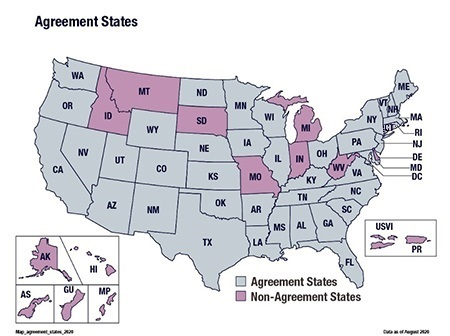 Agreement States
WA
MT
ND
MN
ME
VT
NH
OR
ID
SD
WI
MI
NY
MA
CT
RI
WY
IA
PA
NJ
NE
IL
IN
OH
DE
NV
UT
CO
WV
MD
VA
DC
CA
KS
MO
KY
NC
TN
OK
AR
SC
AZ
NM
MS
AL
GA
TX
LA
FL
USVI
PR
AK
HI
AS
GU
MP
Agreement States
Non-Agreement States
Map_agreement_states_2020
Data as of August 2020